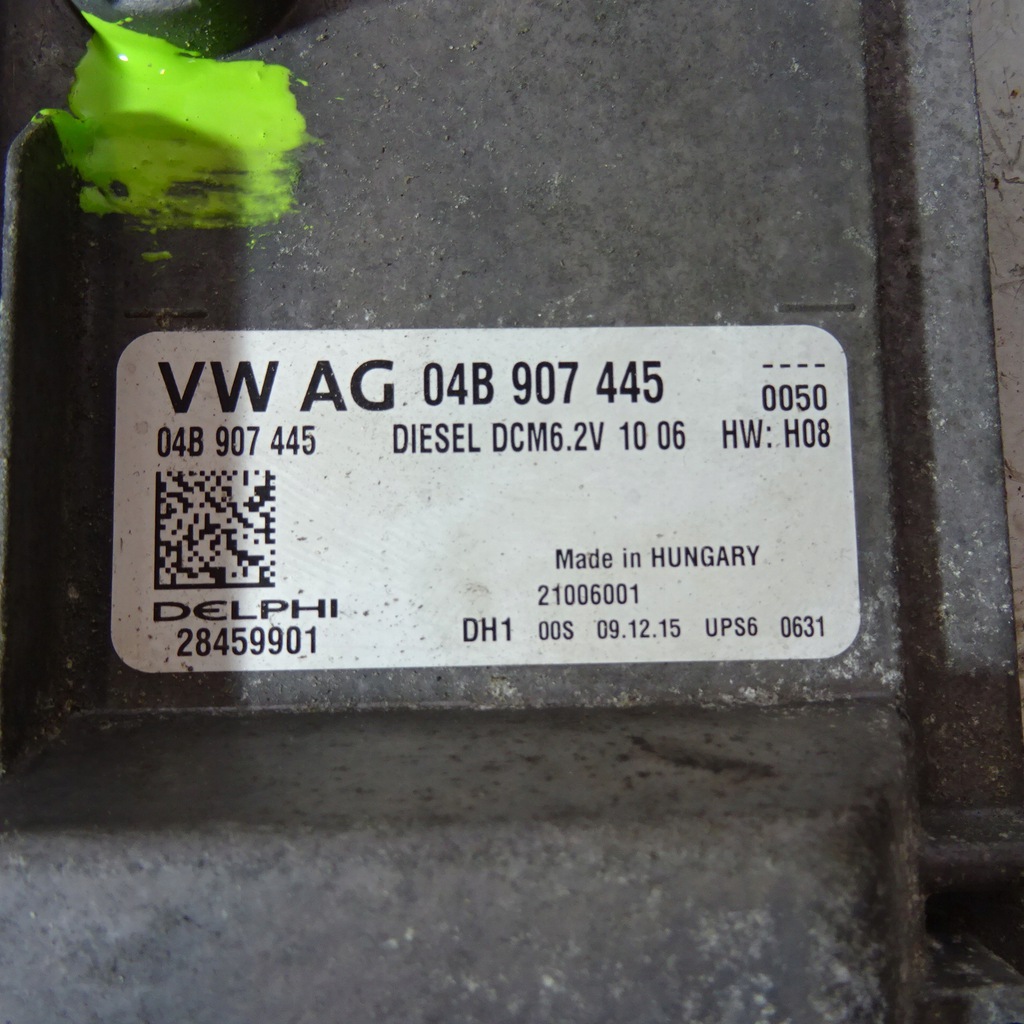 VW AG 04B 907 445 ----
0050
04B 907 445 DIESEL DCM6.2V 10 06 HW: H08
Made in HUNGARY
21006001
DELPHI
28459901 DH1 00S 09.12.15 UPS6 0631